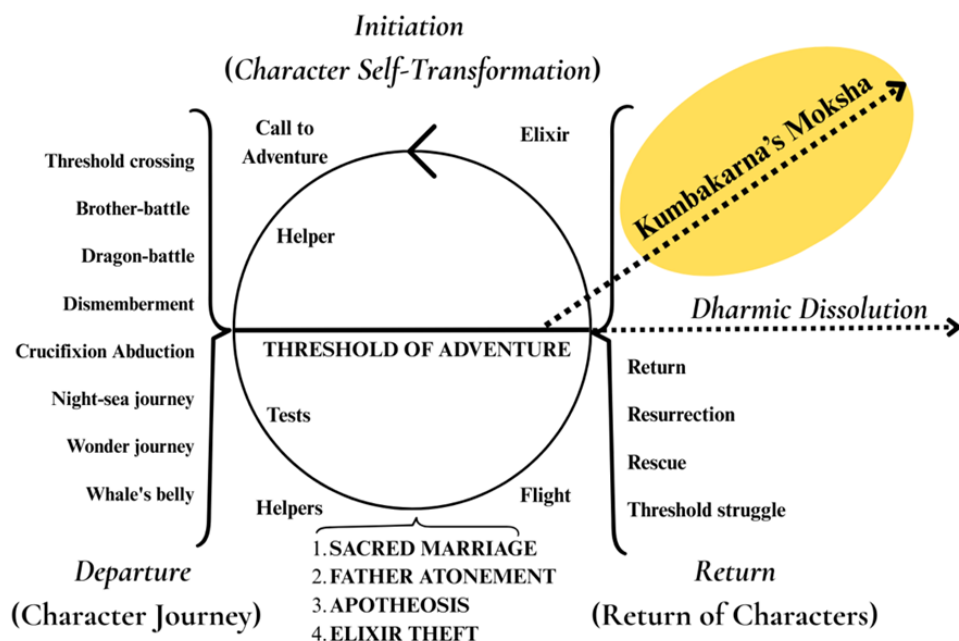 Initiation
(Character Self-Transformation)
Call to
Adventure
Elixir
Helper
Threshold crossing
Brother-battle
Dragon-battle
Dismemberment
Crucifixion Abduction
Night-sea journey
Wonder journey
Whale's belly
Kumbakarna's Moksha
Dharmic Dissolution
THRESHOLD OF ADVENTURE
Tests
Helpers
Flight
Return
Resurrection
Rescue
Threshold struggle
1. SACRED MARRIAGE
2. FATHER ATONEMENT
3. APOTHEOSIS
4. ELIXIR THEFT
Departure
(Character Journey)
Return
(Return of Characters)